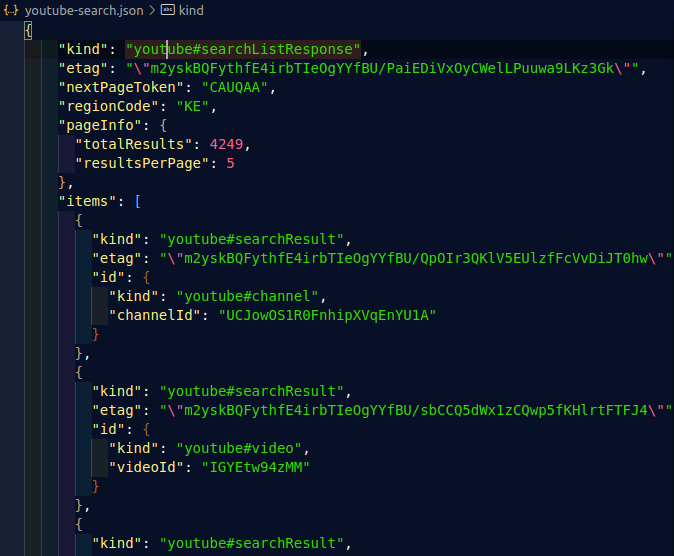 {..} youtube-search.json > abc kind
{
"kind": "youtube#searchListResponse",
"etag": "\"m2yskBQFythfE4irbTIeOgYYfBU/PaiEDiVxOyCWelLPuuwa9LKz3Gk\"",
"nextPageToken": "CAUQAA",
"regionCode": "KE",
"pageInfo": {
"totalResults": 4249,
"resultsPerPage": 5
},
"items": [
{
"kind": "youtube#searchResult",
"etag": "\"m2yskBQFythfE4irbTIeOgYYfBU/QpOIr3QKlV5EUlzfFcVvDiJT0hw\""
"id": {
"kind": "youtube#channel",
"channelId": "UCJowOS1R0FnhipXVqEnYU1A"
}
},
{
"kind": "youtube#searchResult",
"etag": "\"m2yskBQFythfE4irbTIeOgYYfBU/sbCCQ5dWx1zCQwp5fKHlrtFTFJ4\""
"id": {
"kind": "youtube#video",
"videoId": "IGYEtw94zMM"
}
},
{
"kind": "youtube#searchResult",